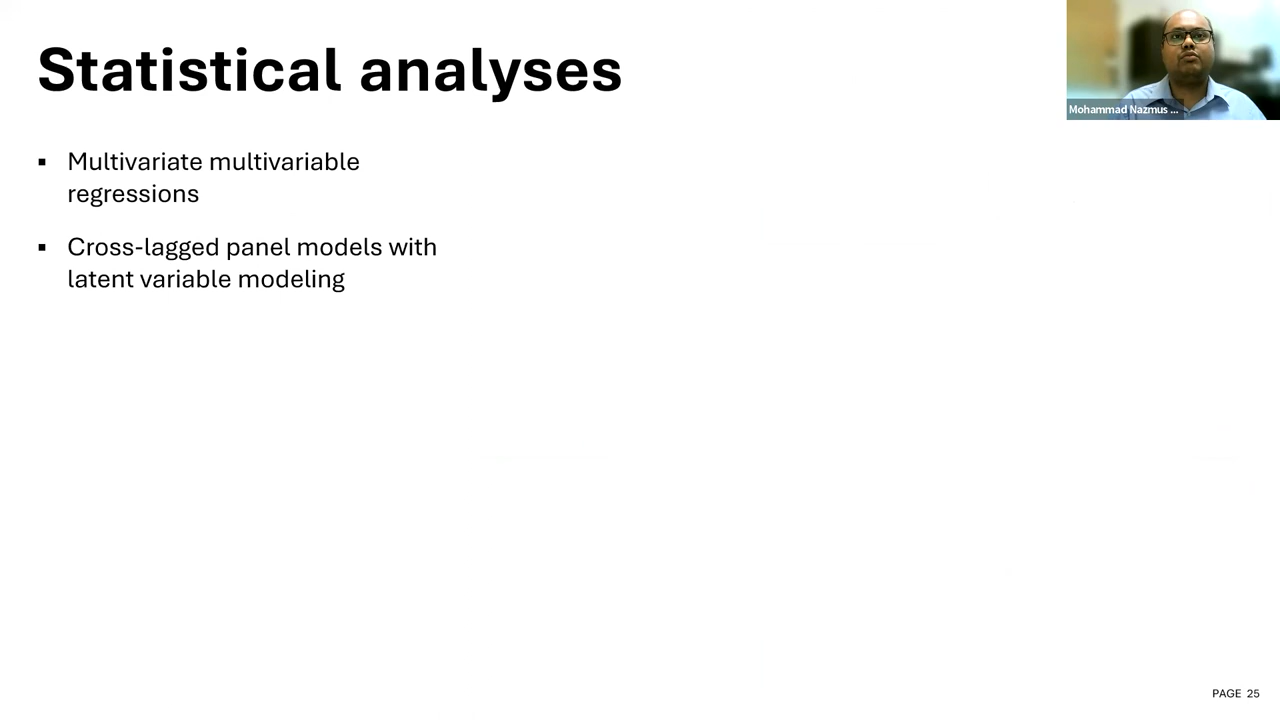 Statistical analyses
Mohammad Nazmus ...
▪ Multivariate multivariable
regressions
▪ Cross-lagged panel models with
latent variable modeling
PAGE 25